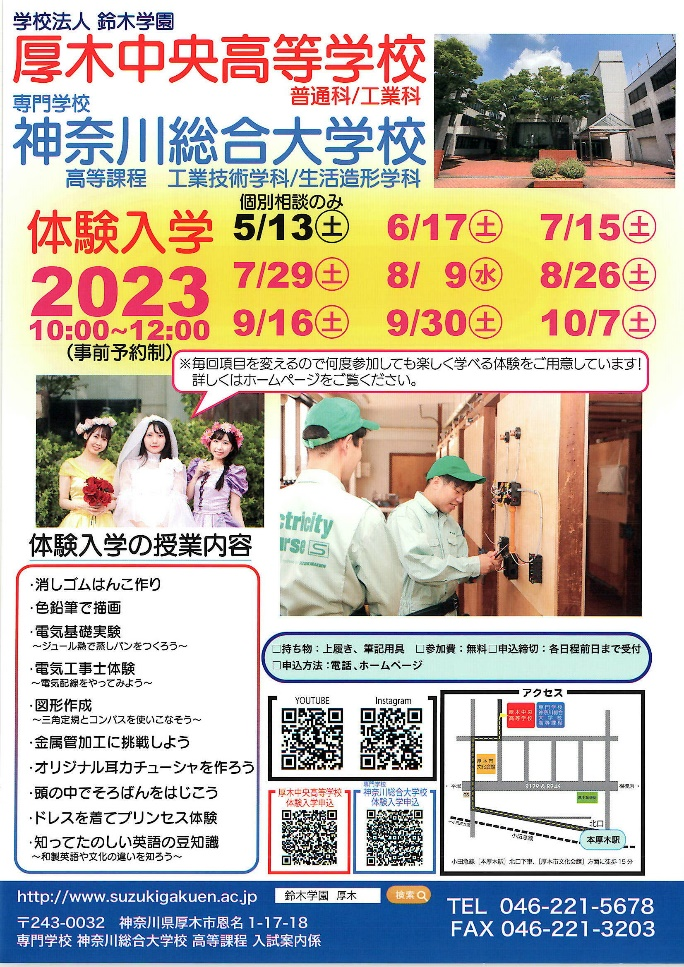 学校法人 鈴木学園
厚木中央高等学校
普通科/工業科
専門学校
神奈川総合大学校
高等課程 工業技術学科/生活造形学科
体験入学
2023
10:00~12:00
(事前予約制)
個別相談のみ
5/13土 6/17土 7/15土
7/29土 8/ 9水 8/26土
9/16土 9/30土 10/7土
※毎回項目を変えるので何度参加しても楽しく学べる体験をご用意しています!
詳しくはホームページをご覧ください。
ctricity
urse S
体験入学の授業内容
・消しゴムはんこ作り
・色鉛筆で描画
・電気基礎実験
~ジュール熱で蒸しパンをつくろう~
・電気工事士体験
~電気配線をやってみよう~
・図形作成
~三角定規とコンパスを使いこなそう~
・金属管加工に挑戦しよう
・オリジナル耳カチューシャを作ろう
・頭の中でそろばんをはじこう
・ドレスを着てプリンセス体験
・知ってたのしい英語の豆知識
~和製英語や文化の違いを知ろう~
□持ち物:上履き、筆記用具 □参加費:無料 □申込締切:各日程前日まで受付
□申込方法:電話、ホームページ
YOUTUBE
Instagram
厚木中央高等学校
体験入学申込
専門学校
神奈川総合大学校
体験入学申込
アクセス
厚木中央
高等学校
専門学校
神奈川総合
大学校
高等課程
厚木市
文化会館
北口
本厚木駅
小田急線
小田急線 [本厚木駅] 北口下車、[厚木市文化会館] 方面に徒歩15分
http://www.suzukigakuen.ac.jp
鈴木学園 厚木
検索
〒243-0032 神奈川県厚木市恩名 1-17-18
専門学校 神奈川総合大学校 高等課程 入試案内係
TEL 046-221-5678
FAX 046-221-3203